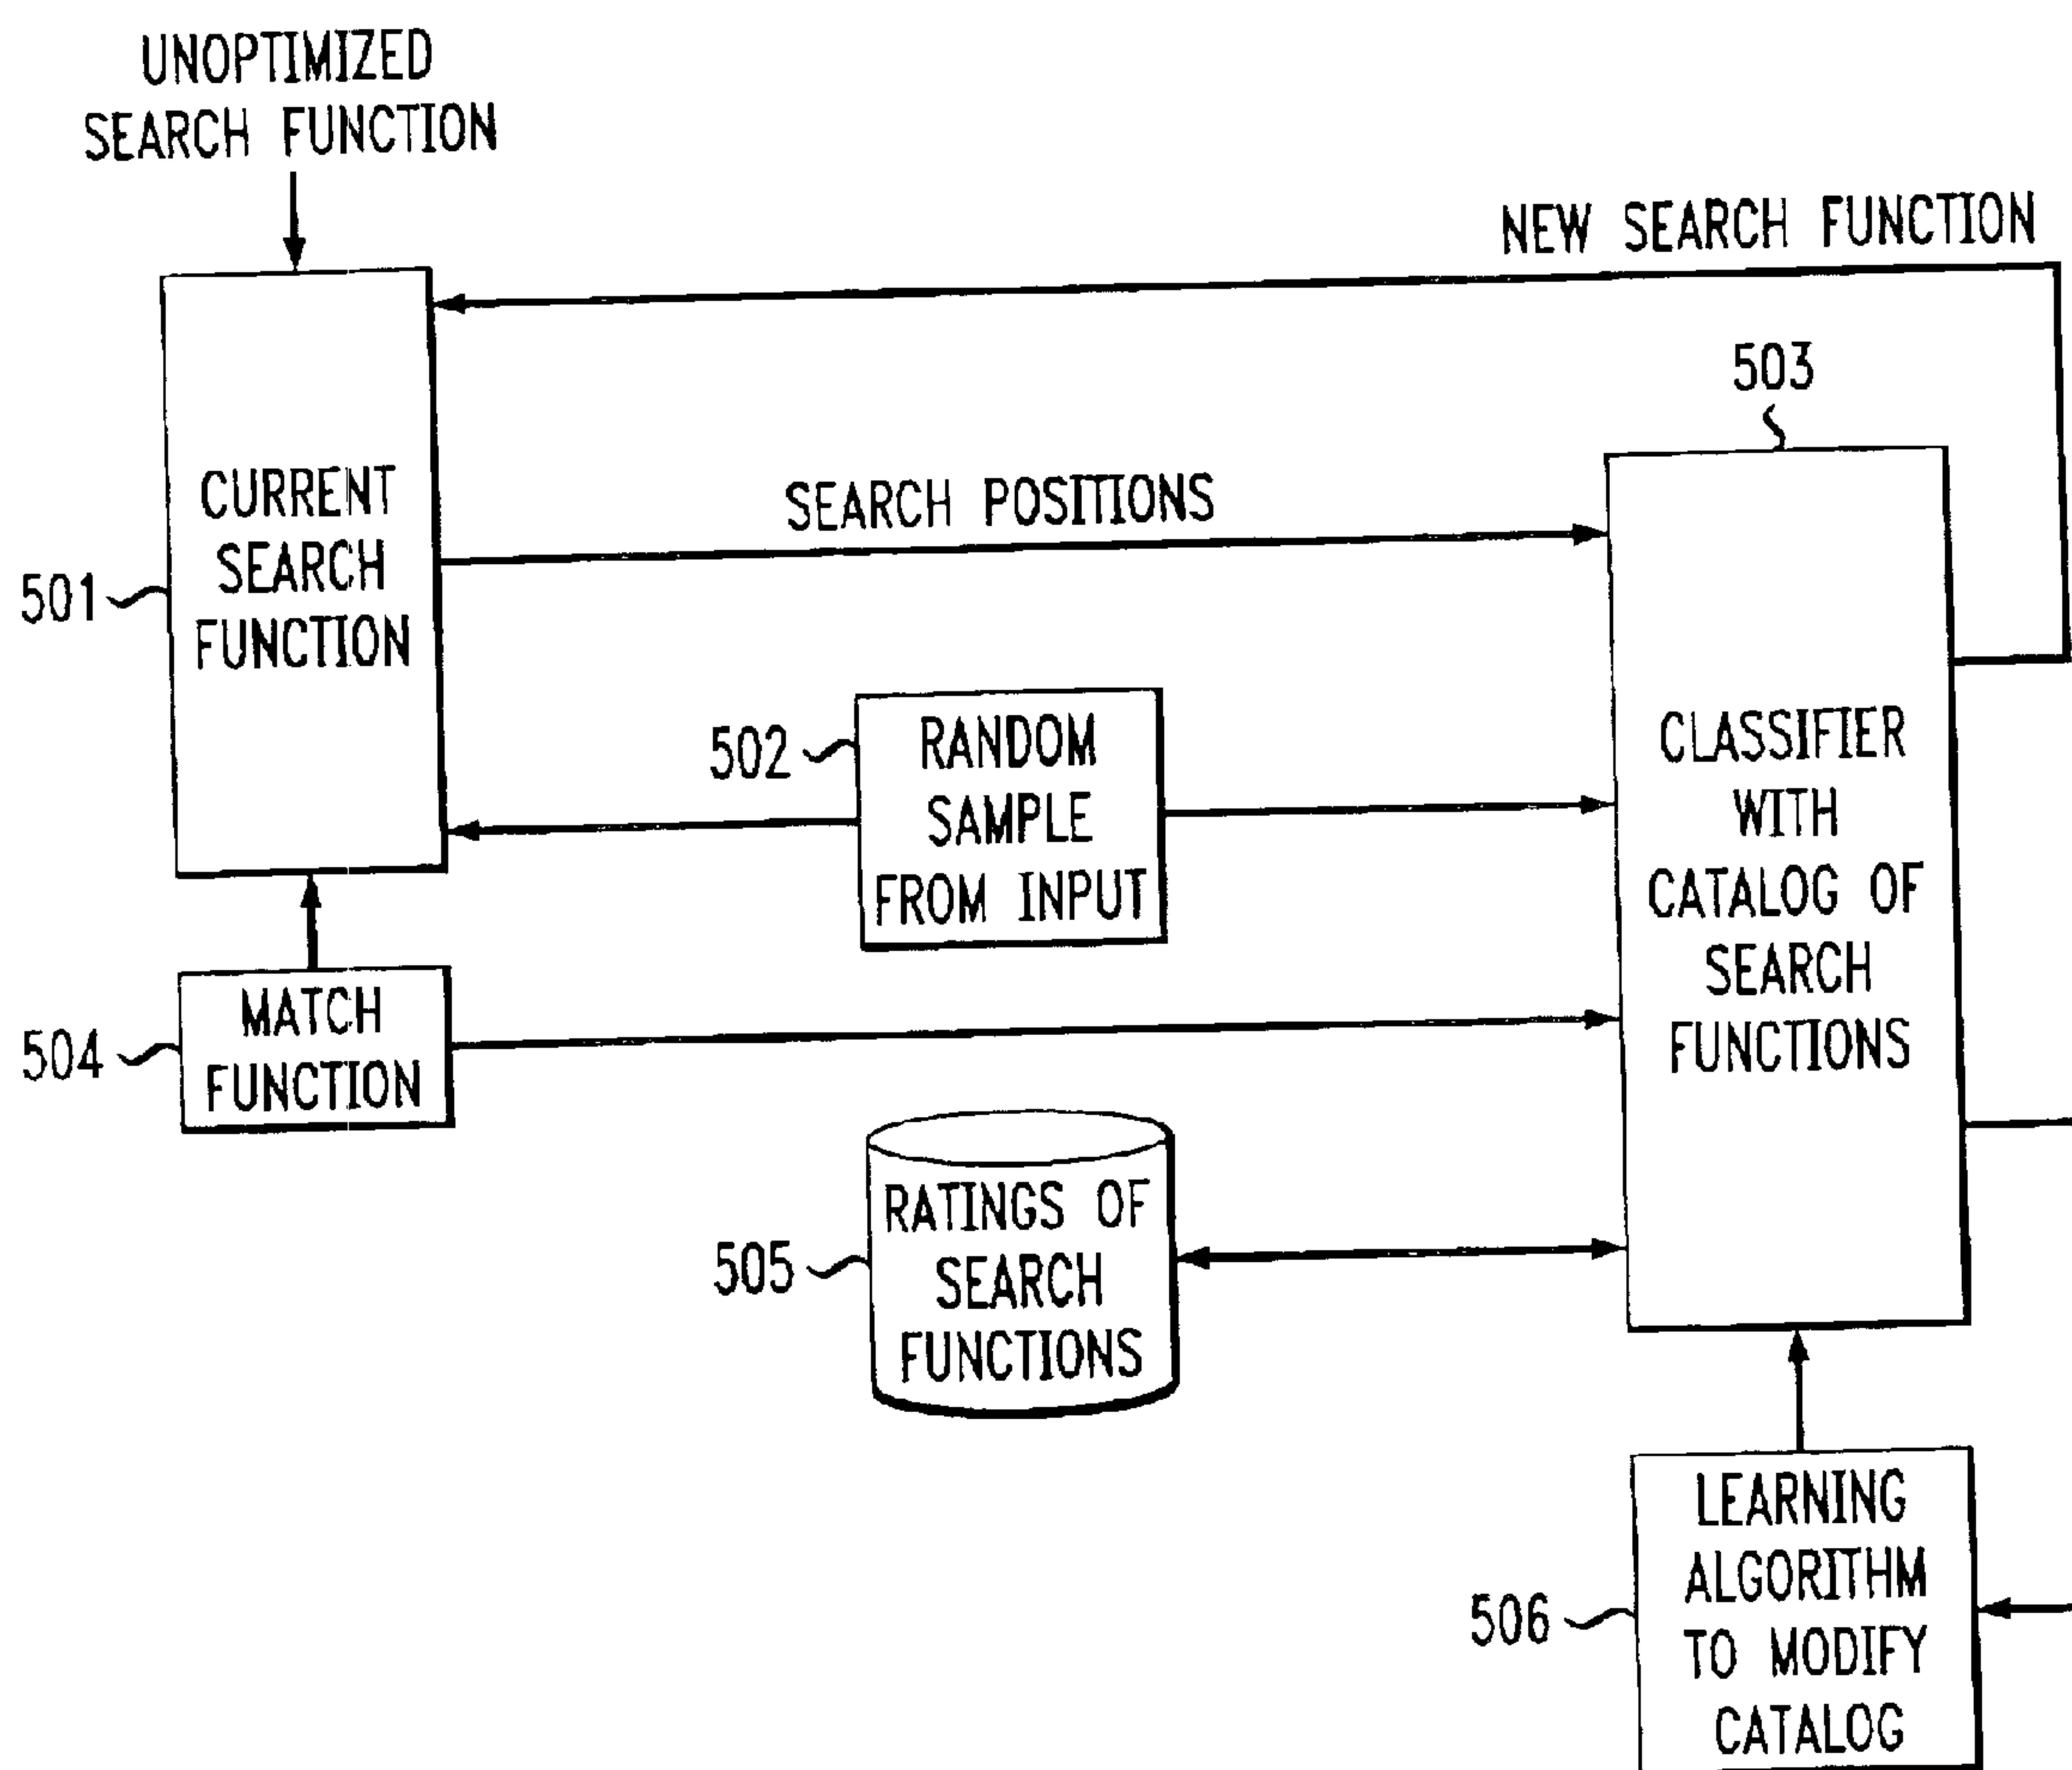 UNOPTIMIZED
SEARCH FUNCTION
NEW SEARCH FUNCTION
503
CURRENT
SEARCH
FUNCTION
501
SEARCH POSITIONS
502
RANDOM
SAMPLE
FROM INPUT
CLASSIFIER
WITH
CATALOG OF
SEARCH
FUNCTIONS
504
MATCH
FUNCTION
505
RATINGS OF
SEARCH
FUNCTIONS
506
LEARNING
ALGORITHM
TO MODIFY
CATALOG